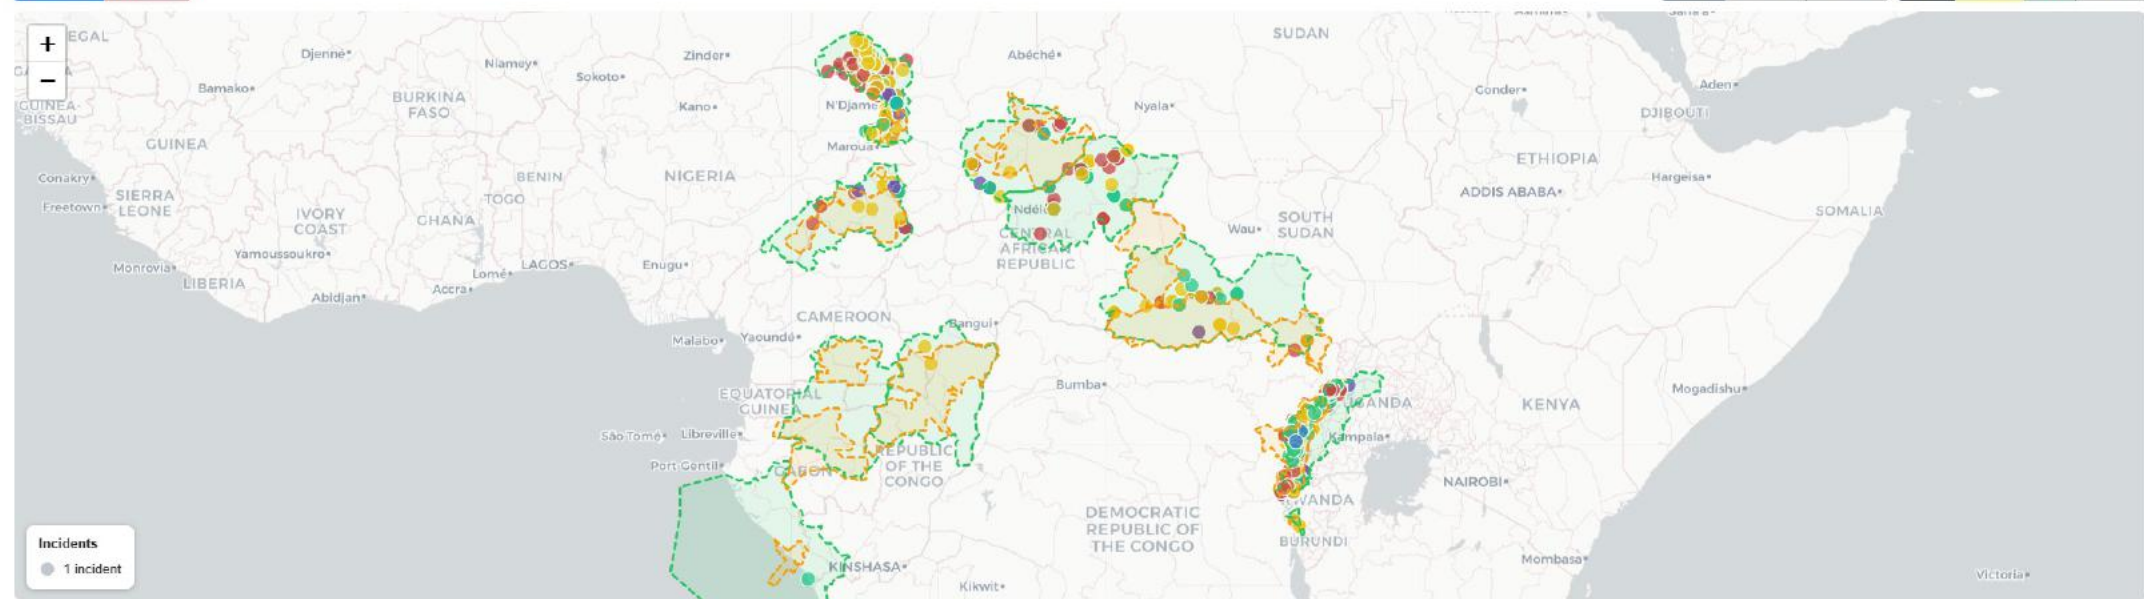 +
EGAL
Djenné
Niamey
Zinder
Abéché
SUDAN
−
Bamako
Sokoto
Aden
GUINEA-
BISSAU
BURKINA
FASO
Kano
N'Djame
Nyala
Gonder
DJIBOUTI
GUINEA
Maroua
ETHIOPIA
Conakry
BENIN
NIGERIA
Hargeisa
SIERRA
LEONE
Freetown
TOGO
ADDIS ABABA
IVORY
COAST
GHANA
Ndélé
SOUTH
SUDAN
SOMALIA
Wau
CENTRAL
AFRICAN
REPUBLIC
Yamoussoukro
Monrovia
Lomé
LAGOS
Enugu
LIBERIA
Abidjan
Accra
CAMEROON
Bangui
Malabo
Yaoundé
Bumba
EQUATORIAL
GUINEA
UGANDA
KENYA
Mogadishu
São Tomé
Libreville
Kampala
Port-Gentil
GABON
REPUBLIC
OF THE
CONGO
NAIROBI
RWANDA
DEMOCRATIC
REPUBLIC OF
THE CONGO
BURUNDI
Incidents
1 incident
KINSHASA
Kikwit
Mombasa
Victoria